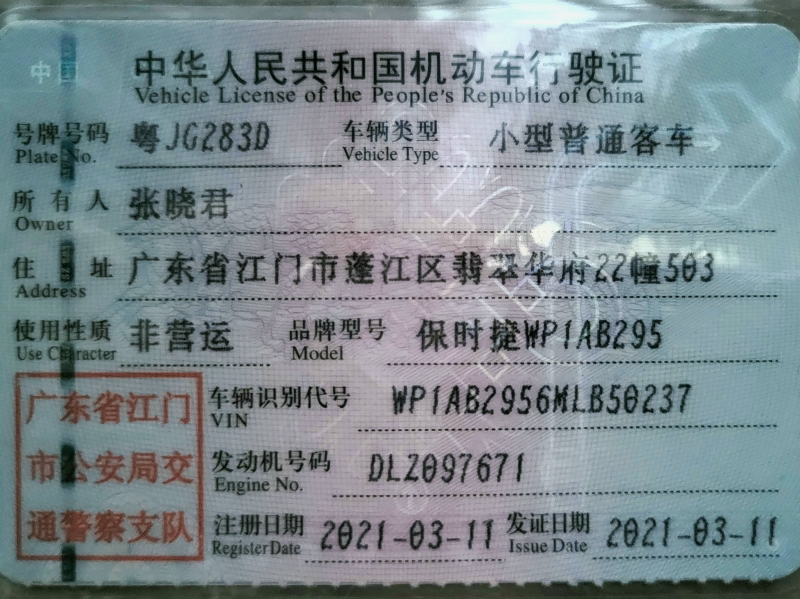 中国
中华人民共和国机动车行驶证
Vehicle License of the People's Republic of China
号牌号码 粤JG283D 车辆类型 小型普通客车
Plate No. Vehicle Type
所有人 张晓君
Owner
住址 广东省江门市蓬江区翡翠华府22幢503
Address
使用性质 非营运 品牌型号 保时捷WP1AB295
Use Character Model
广东省江门
市公安局交
通警察支队
车辆识别代号 WP1AB2956MLB50237
VIN
发动机号码 DLZ097671
Engine No.
注册日期 2021-03-11 发证日期 2021-03-11
Register Date Issue Date